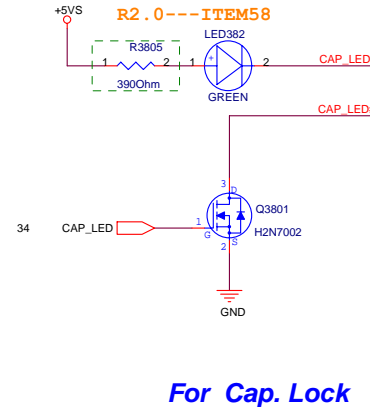 R2.0---ITEM58
+5VS
R3805
1 2
390Ohm
LED382
1 + 2
GREEN
CAP_LED
CAP_LED
3 D
Q3801
34 CAP_LED
1 G
H2N7002
2 S
GND
For Cap. Lock